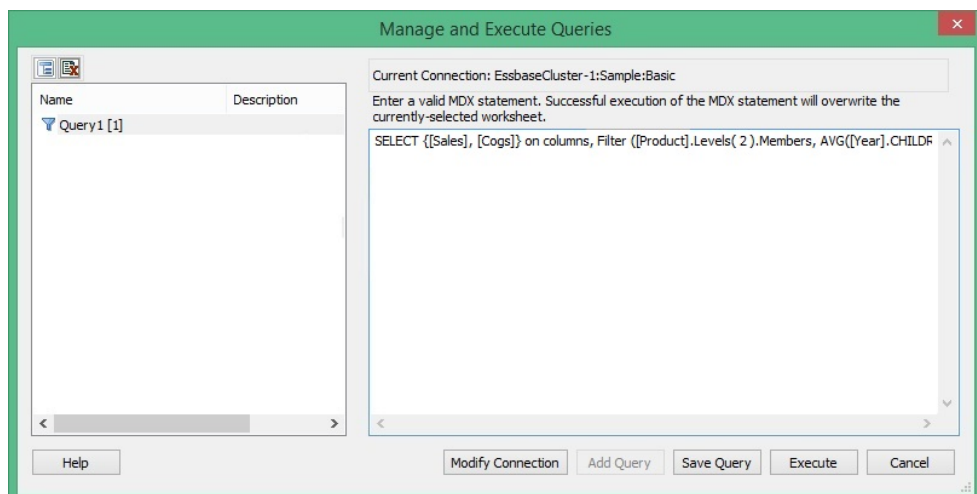 Manage and Execute Queries
Current Connection: EssbaseCluster-1:Sample:Basic
Name Description
Enter a valid MDX statement. Successful execution of the MDX statement will overwrite the
currently-selected worksheet.
Query1 [1]
SELECT {[Sales], [Cogs]} on columns, Filter ([Product].Levels( 2 ).Members, AVG([Year].CHILDR
Help
Modify Connection
Add Query
Save Query
Execute
Cancel